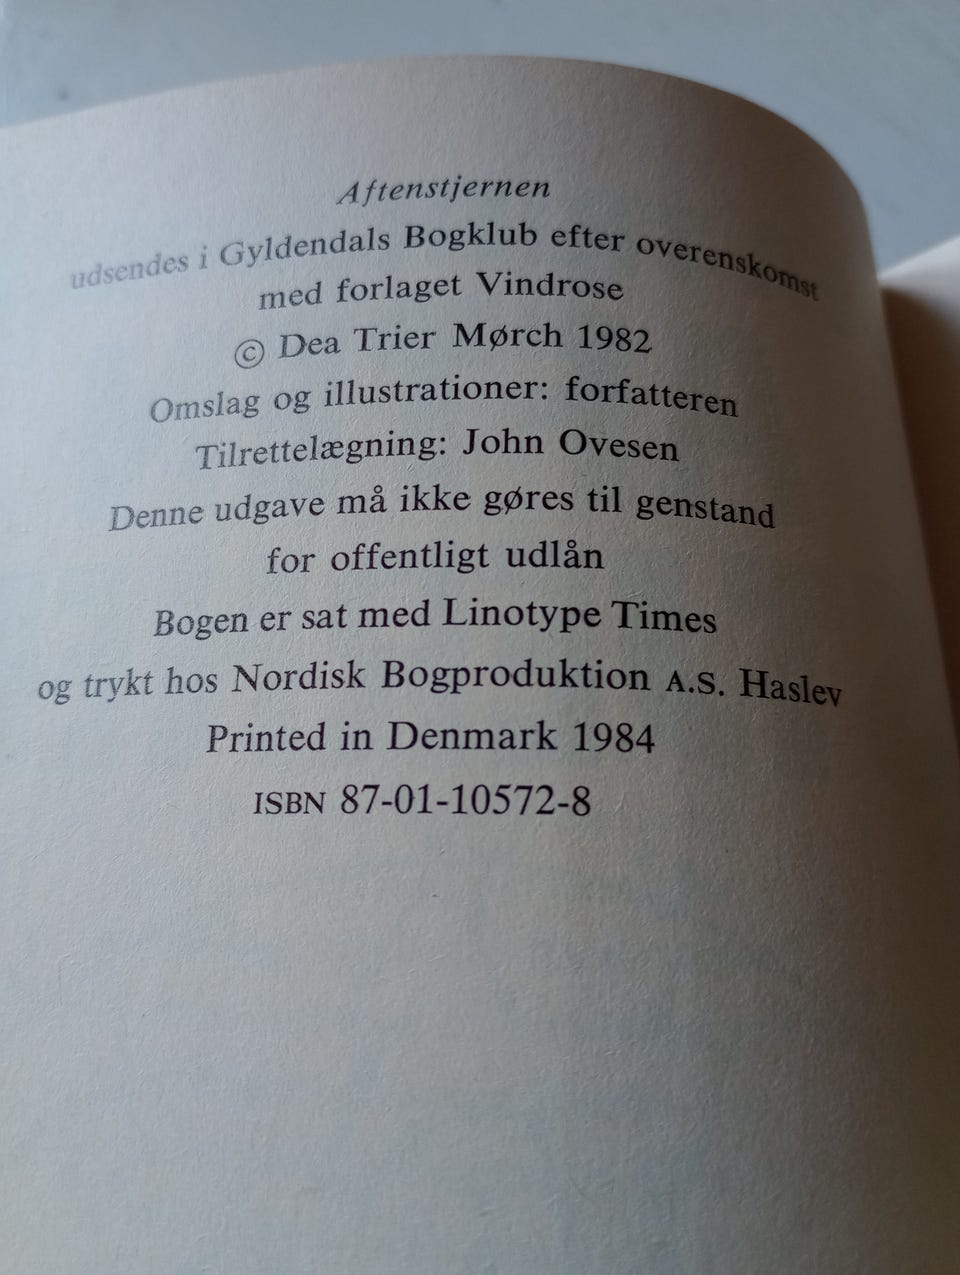 Aftenstjernen
udsendes i Gyldendals Bogklub efter overenskomst
med forlaget Vindrose
© Dea Trier Mørch 1982
Omslag og illustrationer: forfatteren
Tilrettelægning: John Ovesen
Denne udgave må ikke gøres til genstand
for offentligt udlån
Bogen er sat med Linotype Times
og trykt hos Nordisk Bogproduktion A.S. Haslev
Printed in Denmark 1984
ISBN 87-01-10572-8